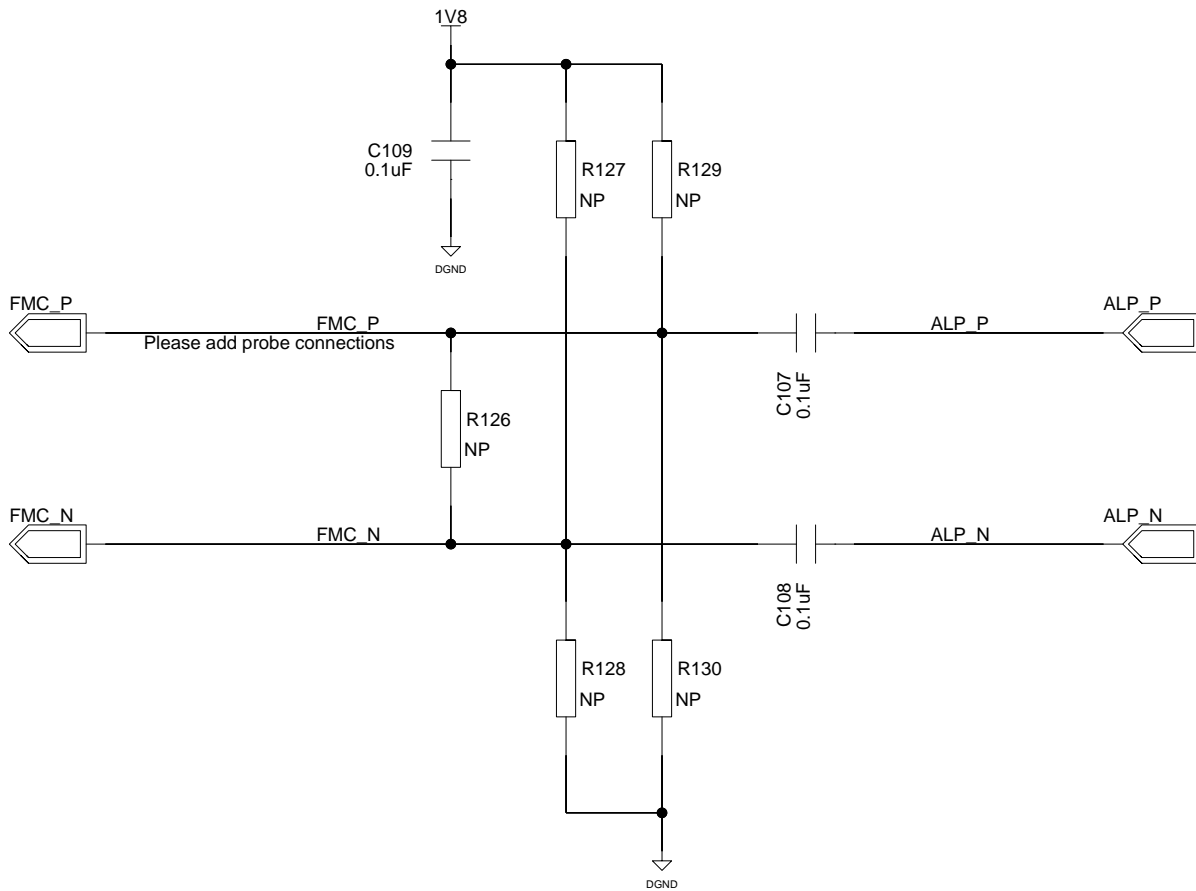 1V8
C109
0.1uF
R127
NP
R129
NP
DGND
FMC_P
FMC_P
Please add probe connections
ALP_P
ALP_P
C107
0.1uF
R126
NP
FMC_N
FMC_N
ALP_N
ALP_N
C108
0.1uF
R128
NP
R130
NP
DGND